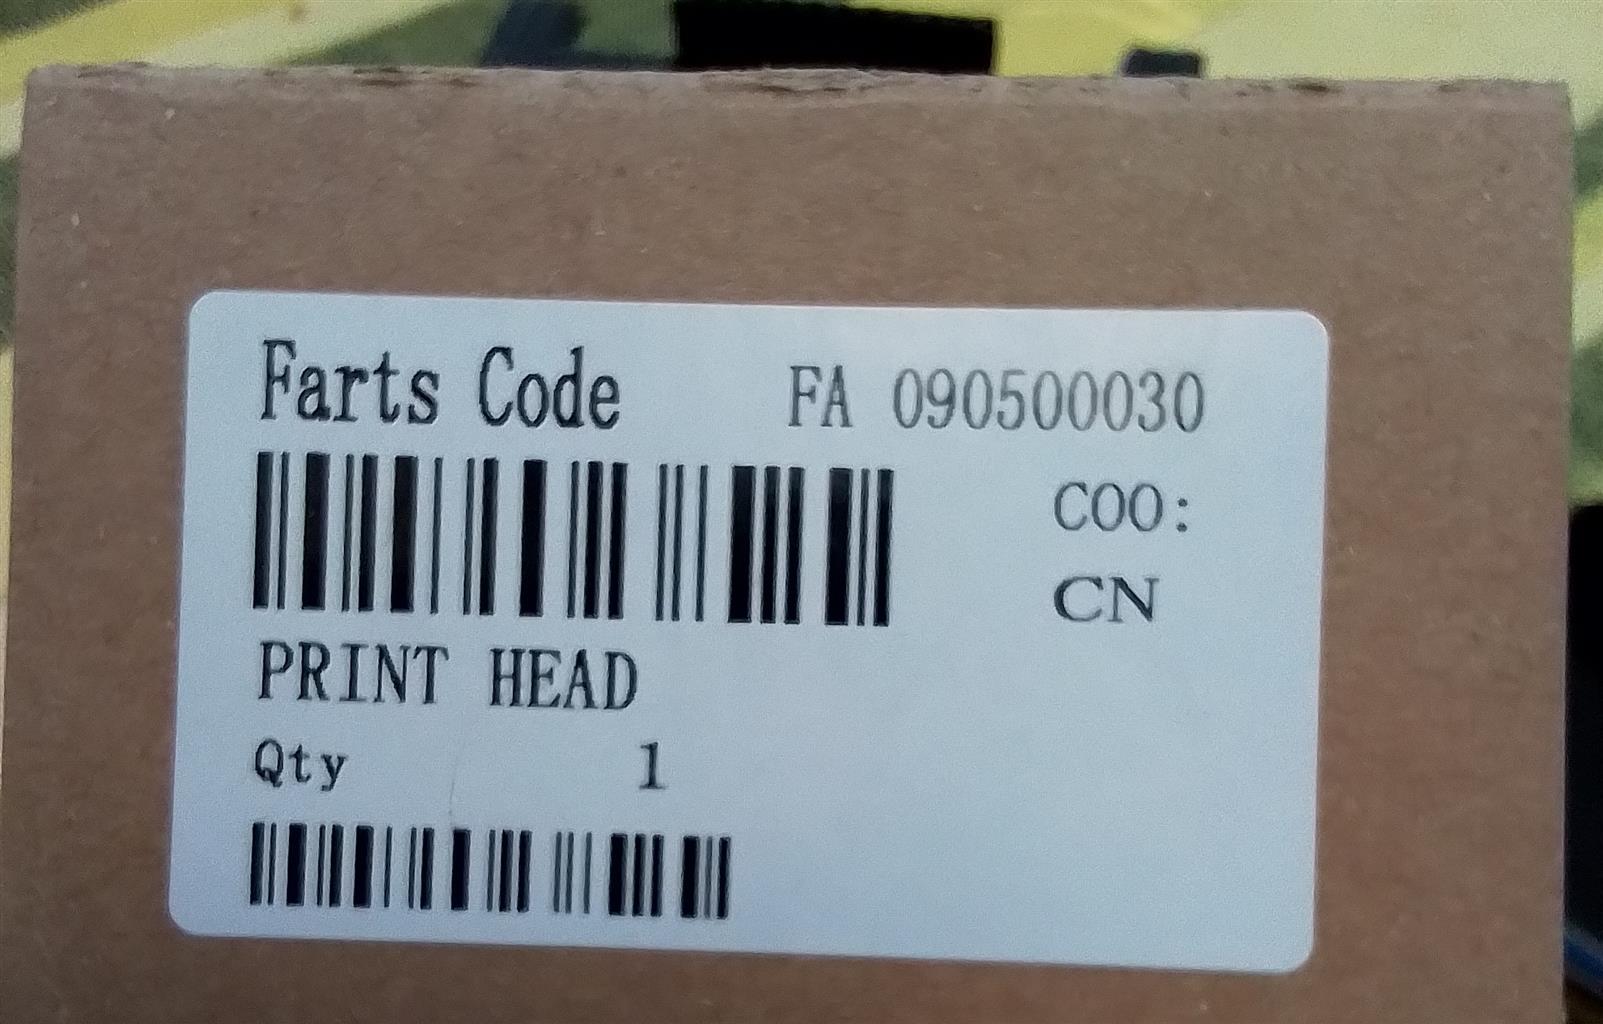 Farts Code FA 090500030
COO:
CN
PRINT HEAD
Qty 1